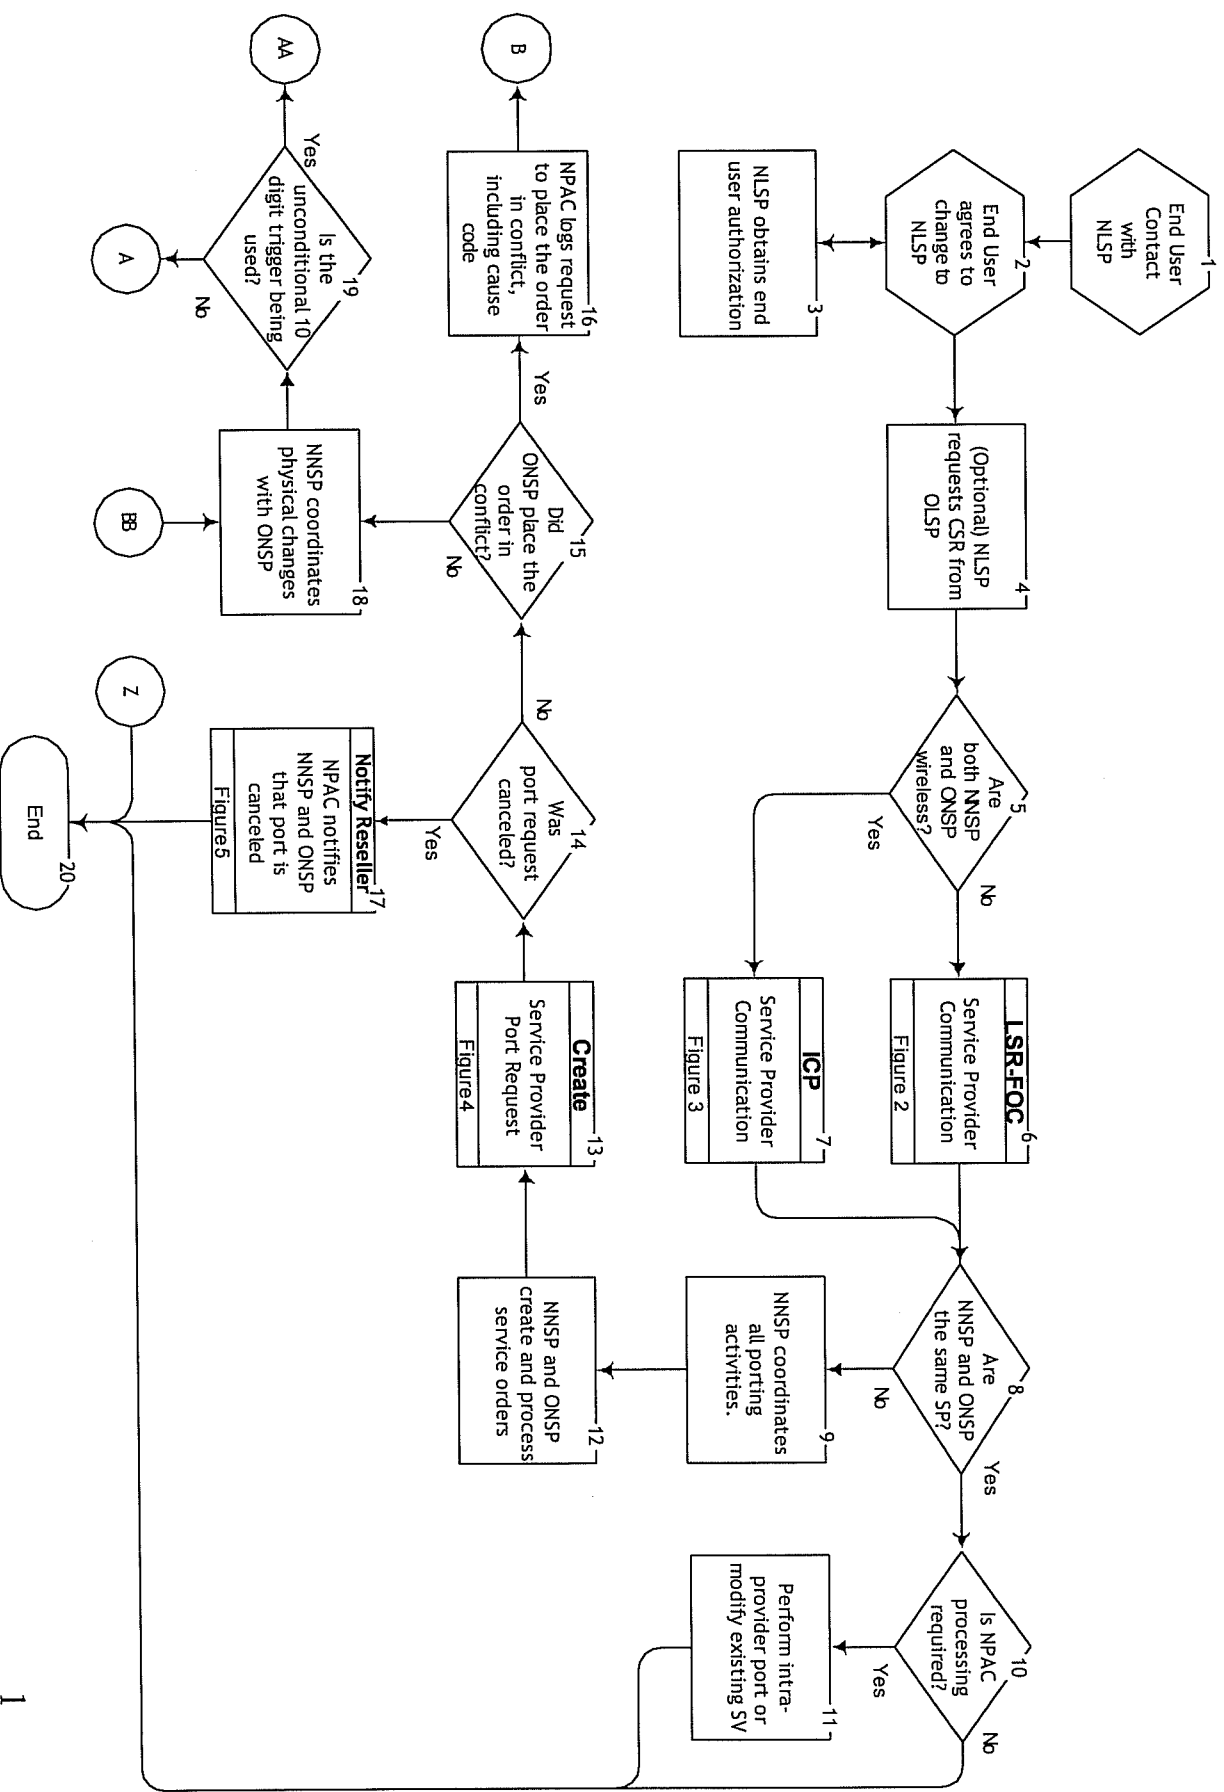 1
End User
Contact
with
NLSP
2
End User
agrees to
change to
NLSP
3
NLSP obtains end
user authorization
4
(Optional) NLSP
requests CSR from
OLSP
5
Are
both NNSP
and ONSP
wireless?
No
Yes
6
LSR-FOC
Service Provider
Communication
Figure 2
7
ICP
Service Provider
Communication
Figure 3
8
Are
NNSP and ONSP
the same SP?
Yes
No
9
NNSP coordinates
all porting
activities.
10
Is NPAC
processing
required?
No
Yes
11
Perform intra-
provider port or
modify existing SV
12
NNSP and ONSP
create and process
service orders
13
Create
Service Provider
Port Request
Figure4
14
Was
port request
canceled?
No
Yes
15
Did
ONSP place the
order in
conflict?
Yes
No
16
NPAC logs request
to place the order
in conflict,
including cause
code
B
17
Notify Reseller
NPAC notifies
NNSP and ONSP
that port is
canceled
Figure5
18
NNSP coordinates
physical changes
with ONSP
BB
19
Is the
unconditional 10
digit trigger being
used?
Yes
No
AA
A
Z
20
End
1